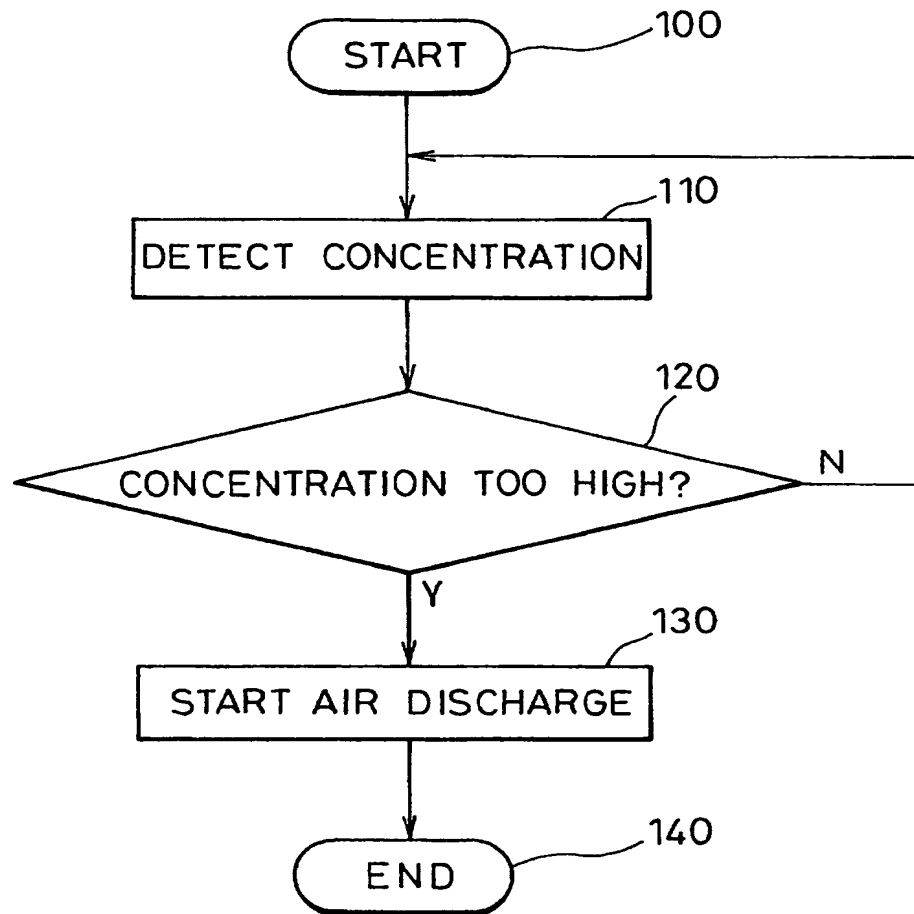 START
100
110
DETECT CONCENTRATION
120
CONCENTRATION TOO HIGH?
N
Y
130
START AIR DISCHARGE
END
140